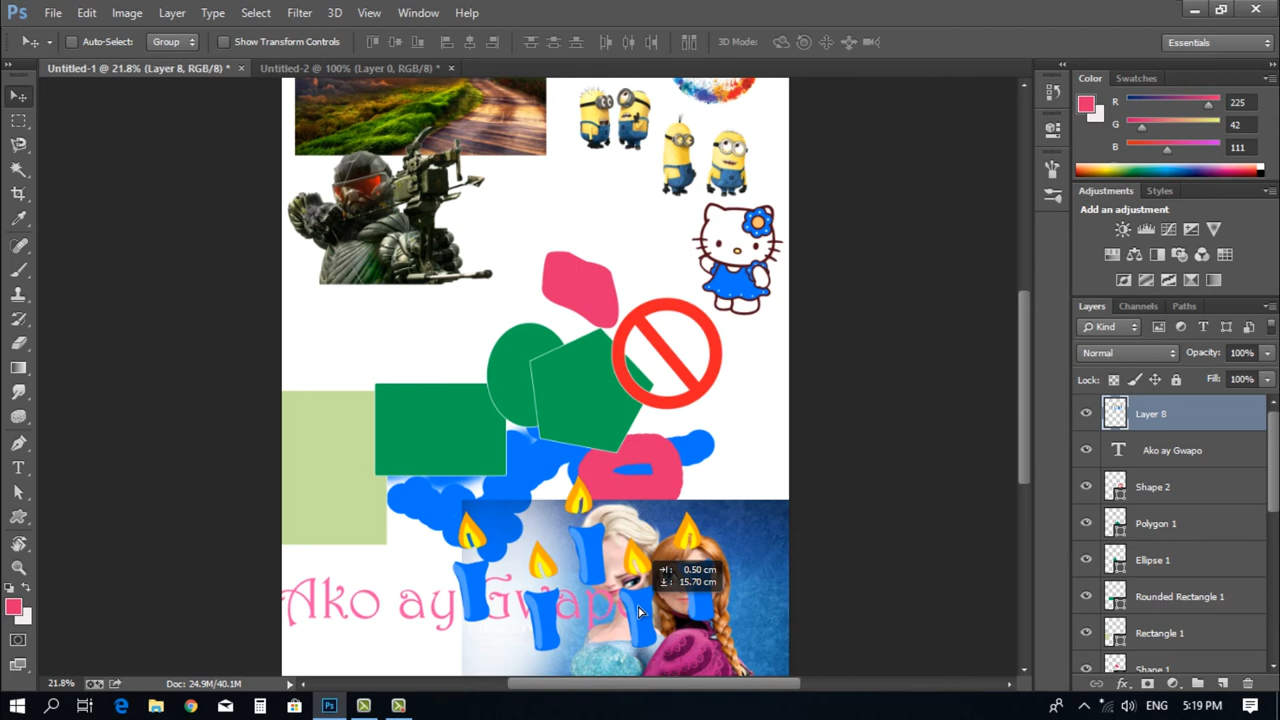 Ps File Edit Image Layer Type Select Filter 3D View Window Help
Auto-Select: Group Show Transform Controls 3D Mode: Essentials
Untitled-1 @ 21.8% (Layer 8, RGB/8) * × Untitled-2 @ 100% (Layer 0, RGB/8) * ×
Color Swatches
R 225
G 42
B 111
Adjustments Styles
Add an adjustment
Layers Channels Paths
Kind
Normal Opacity: 100%
Lock: Fill: 100%
Layer 8
T Ako ay Gwapo
Shape 2
Polygon 1
Ellipse 1
Rounded Rectangle 1
Rectangle 1
Shape 1
→|: 0.50 cm
↓: 15.70 cm
Ako ay Gwapo
21.8% Doc: 24.9M/40.1M
fx
Ps ENG 5:19 PM